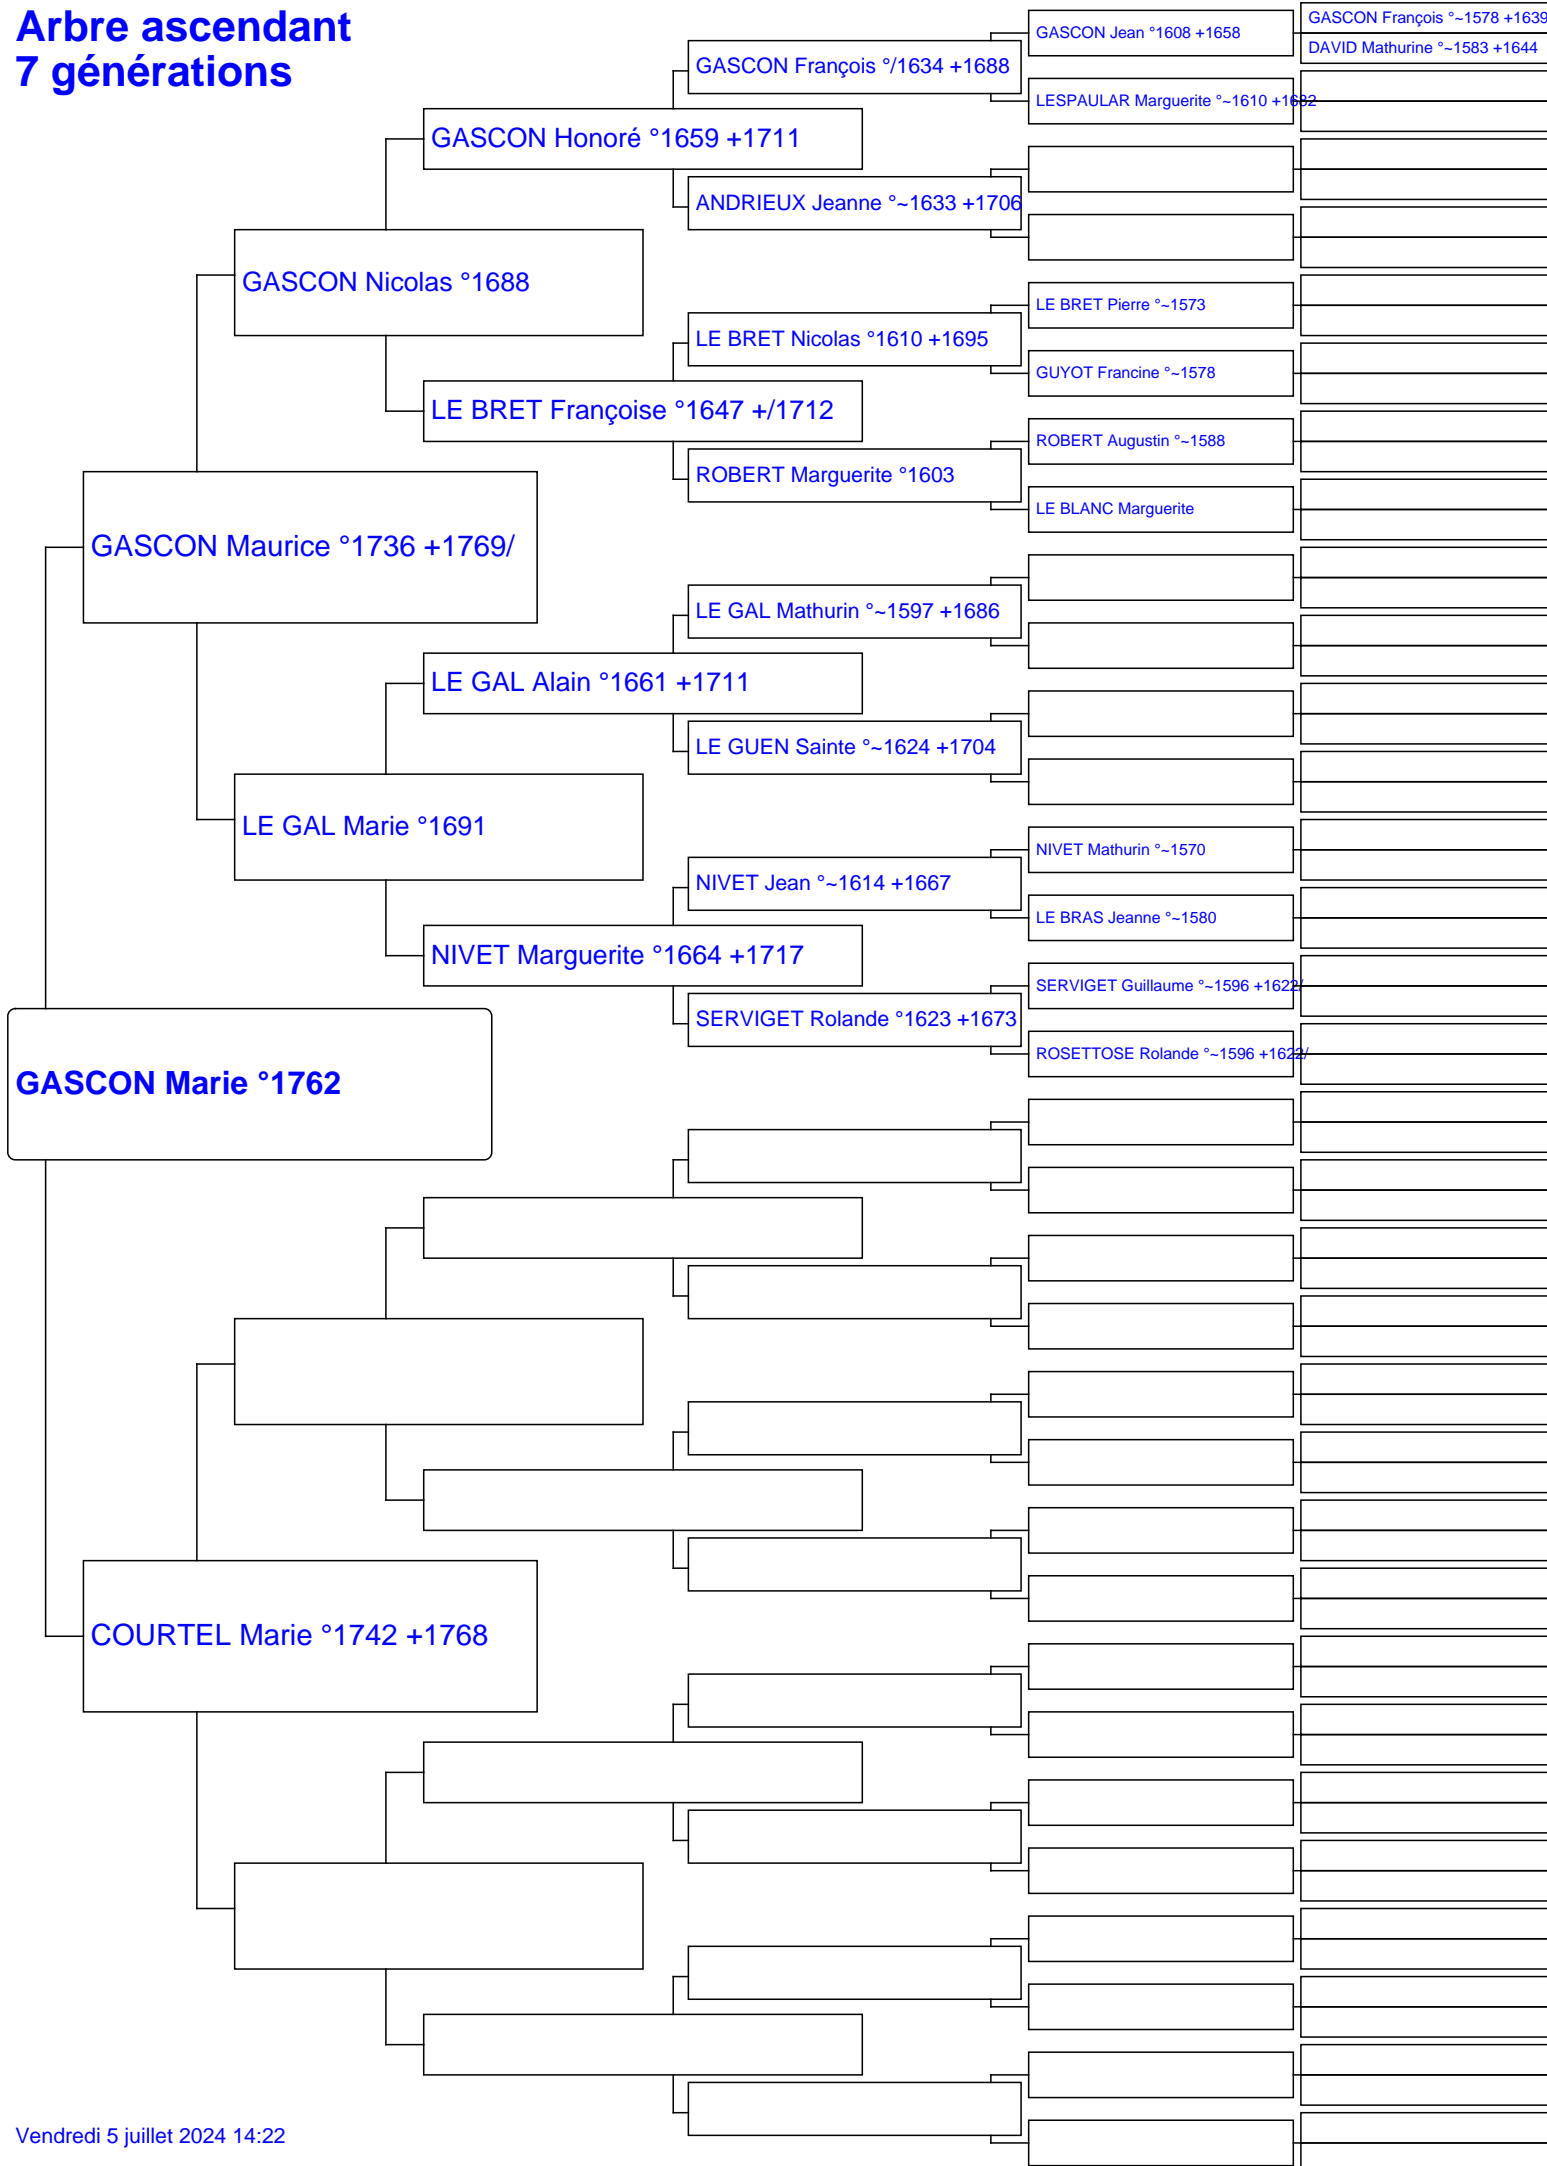 Arbre ascendant
7 générations
GASCON François °~1578 +1639
GASCON Jean °1608 +1658
DAVID Mathurine °~1583 +1644
GASCON François °/1634 +1688
LESPAULAR Marguerite °~1610 +1682
GASCON Honoré °1659 +1711
ANDRIEUX Jeanne °~1633 +1706
GASCON Nicolas °1688
LE BRET Pierre °~1573
LE BRET Nicolas °1610 +1695
GUYOT Francine °~1578
LE BRET Françoise °1647 +/1712
ROBERT Augustin °~1588
ROBERT Marguerite °1603
LE BLANC Marguerite
GASCON Maurice °1736 +1769/
LE GAL Mathurin °~1597 +1686
LE GAL Alain °1661 +1711
LE GUEN Sainte °~1624 +1704
LE GAL Marie °1691
NIVET Mathurin °~1570
NIVET Jean °~1614 +1667
LE BRAS Jeanne °~1580
NIVET Marguerite °1664 +1717
SERVIGET Guillaume °~1596 +1622/
SERVIGET Rolande °1623 +1673
ROSETTOSE Rolande °~1596 +1622/
GASCON Marie °1762
COURTEL Marie °1742 +1768
Vendredi 5 juillet 2024 14:22